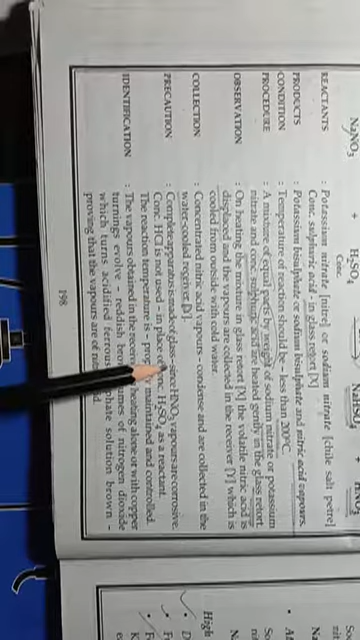 NaNO₃ + H₂SO₄ NaHSO₄ + HNO₃
Conc.
REACTANTS : Potassium nitrate [nitre] or sodium nitrate [chile salt petre]
Conc. sulphuric acid - in glass retort [X]
PRODUCTS : Potassium bisulphate or sodium bisulphate and nitric acid vapours.
CONDITION : Temperature of reaction should be - less than 200°C.
PROCEDURE : A mixture of equal parts by weight of sodium nitrate or potassium
nitrate and conc. sulphuric acid are heated gently in the glass retort.
OBSERVATION : On heating the mixture in glass retort [X] the volatile nitric acid is
displaced and the vapours are collected in the receiver [Y] which is
cooled from outside with cold water.
COLLECTION : Concentrated nitric acid vapours - condense and are collected in the
water-cooled receiver [Y].
PRECAUTION : Complete apparatus is made of glass - since HNO₃ vapours are corrosive.
Conc. HCl is not used - in place of conc. H₂SO₄ as a reactant.
The reaction temperature is - maintained and controlled.
IDENTIFICATION : The vapours obtained in the heating alone or with copper
turnings evolve - reddish fumes of nitrogen dioxide
which turns acidified ferrous solution brown -
proving that the vapours are of
198
High